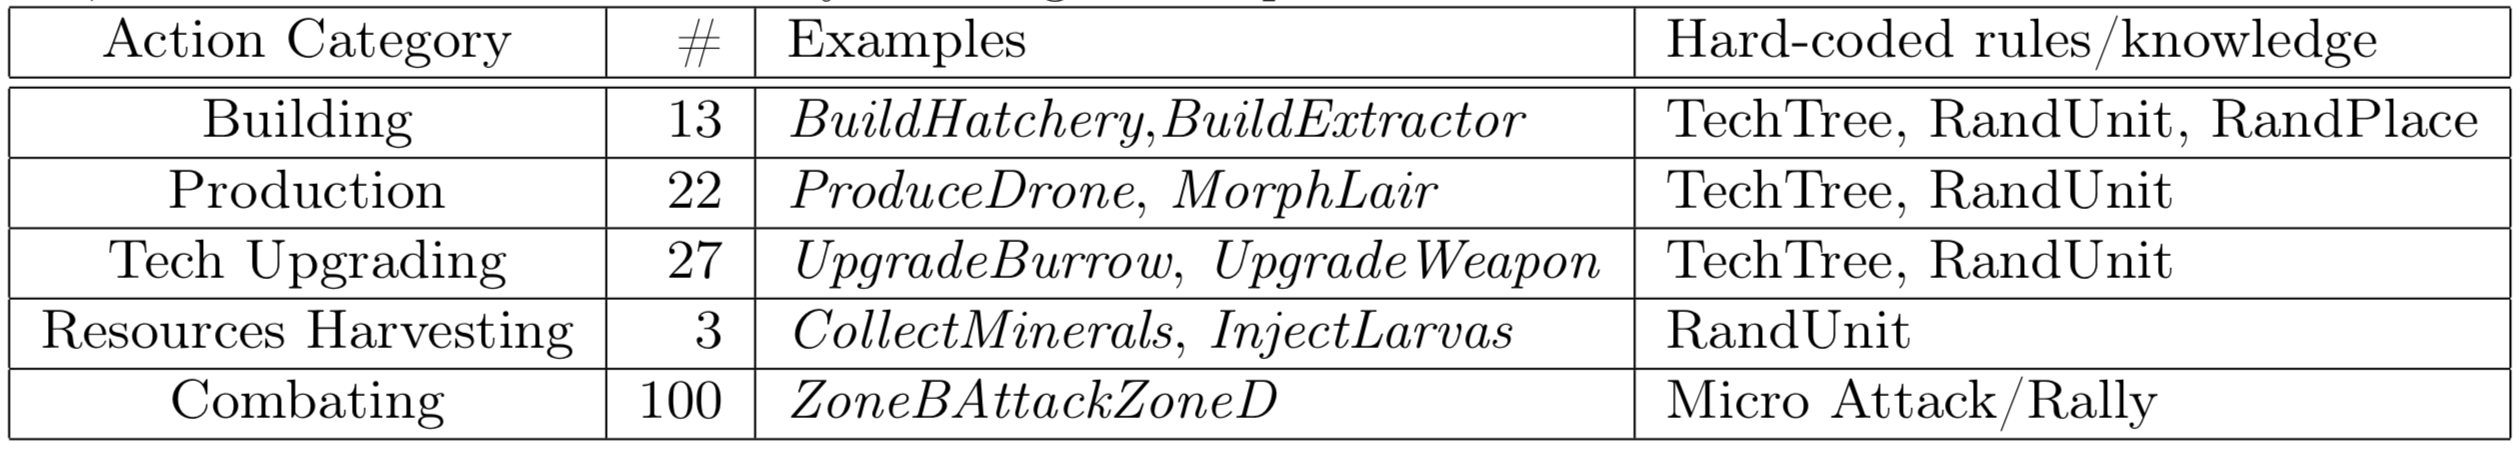 Action Category # Examples Hard-coded rules/knowledge
Building 13 BuildHatchery,BuildExtractor TechTree, RandUnit, RandPlace
Production 22 ProduceDrone, MorphLair TechTree, RandUnit
Tech Upgrading 27 UpgradeBurrow, UpgradeWeapon TechTree, RandUnit
Resources Harvesting 3 CollectMinerals, InjectLarvas RandUnit
Combating 100 ZoneBAttackZoneD Micro Attack/Rally